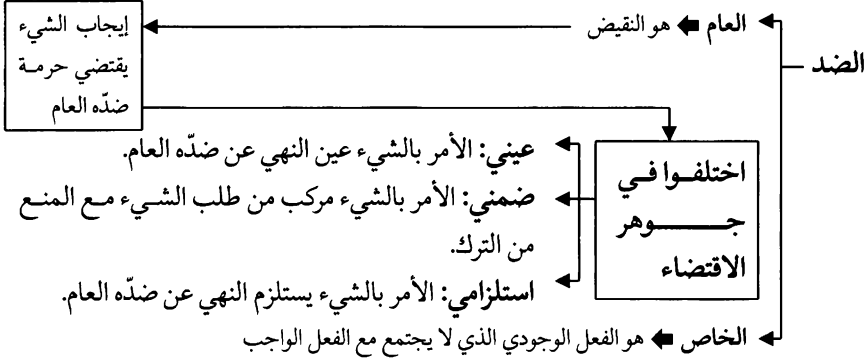 الضد
العام ⬅ هو النقيض
إيجاب الشيء
يقتضي حرمة
ضدّه العام
اختلفوا في
جوهر
الاقتضاء
عيني: الأمر بالشيء عين النهي عن ضدّه العام.
ضمني: الأمر بالشيء مركب من طلب الشيء مع المنع
من الترك.
استلزامي: الأمر بالشيء يستلزم النهي عن ضدّه العام.
الخاص ⬅ هو الفعل الوجودي الذي لا يجتمع مع الفعل الواجب